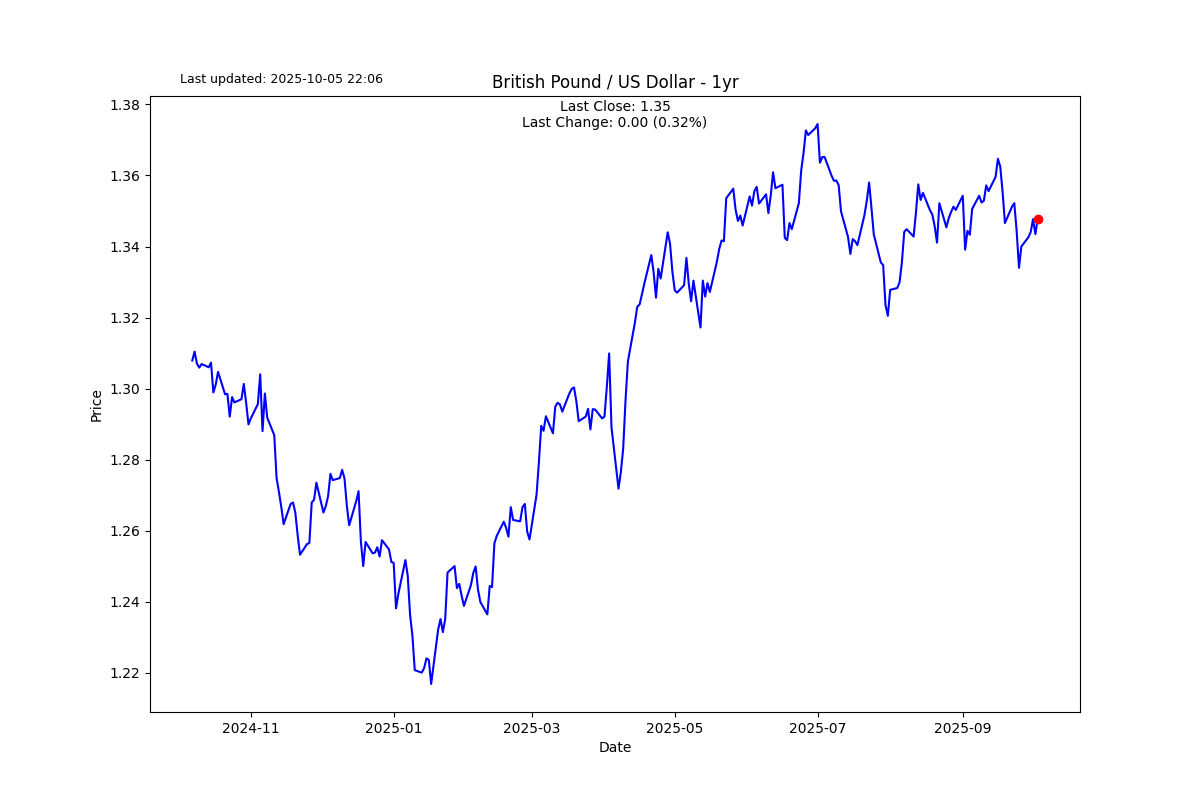 Last updated: 2025-10-05 22:06
British Pound / US Dollar - 1yr
Last Close: 1.35
Last Change: 0.00 (0.32%)
1.38
1.36
1.34
1.32
1.30
1.28
1.26
1.24
1.22
Price
2024-11
2025-01
2025-03
2025-05
2025-07
2025-09
Date